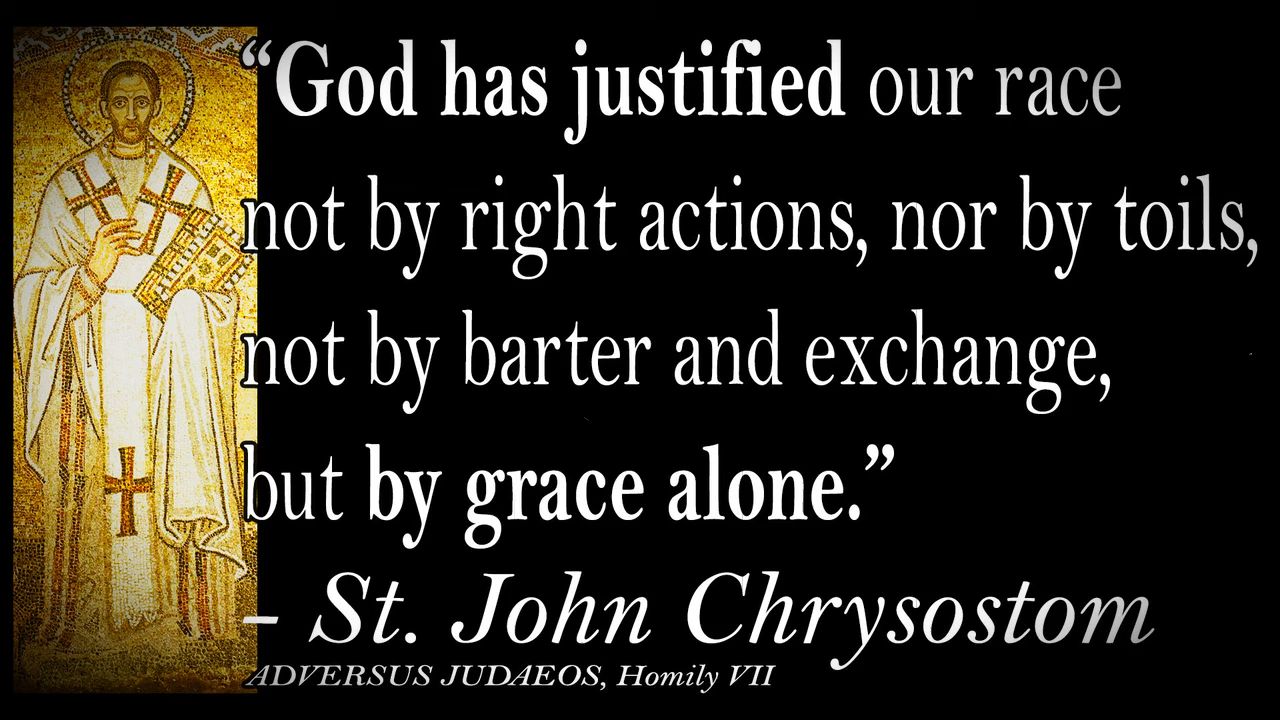 “God has justified our race
not by right actions, nor by toils,
not by barter and exchange,
but by grace alone.”
– St. John Chrysostom
ADVERSUS JUDAEOS, Homily VII